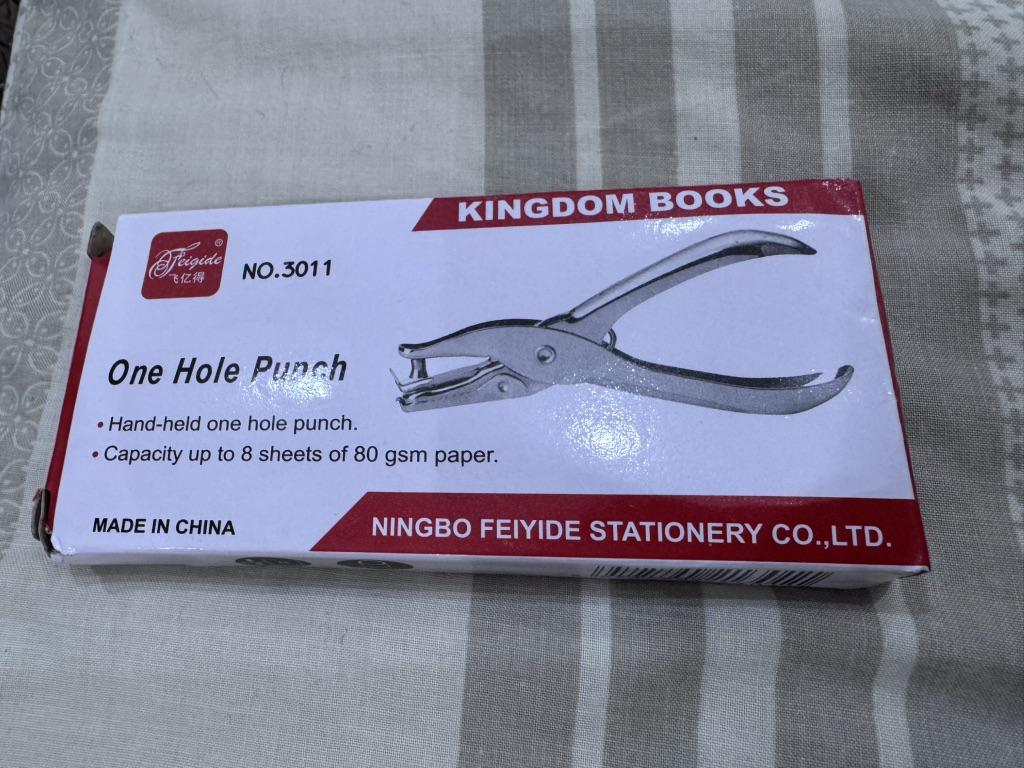 KINGDOM BOOKS
Feigide ®
飞亿得
NO.3011
One Hole Punch
• Hand-held one hole punch.
• Capacity up to 8 sheets of 80 gsm paper.
MADE IN CHINA
NINGBO FEIYIDE STATIONERY CO.,LTD.